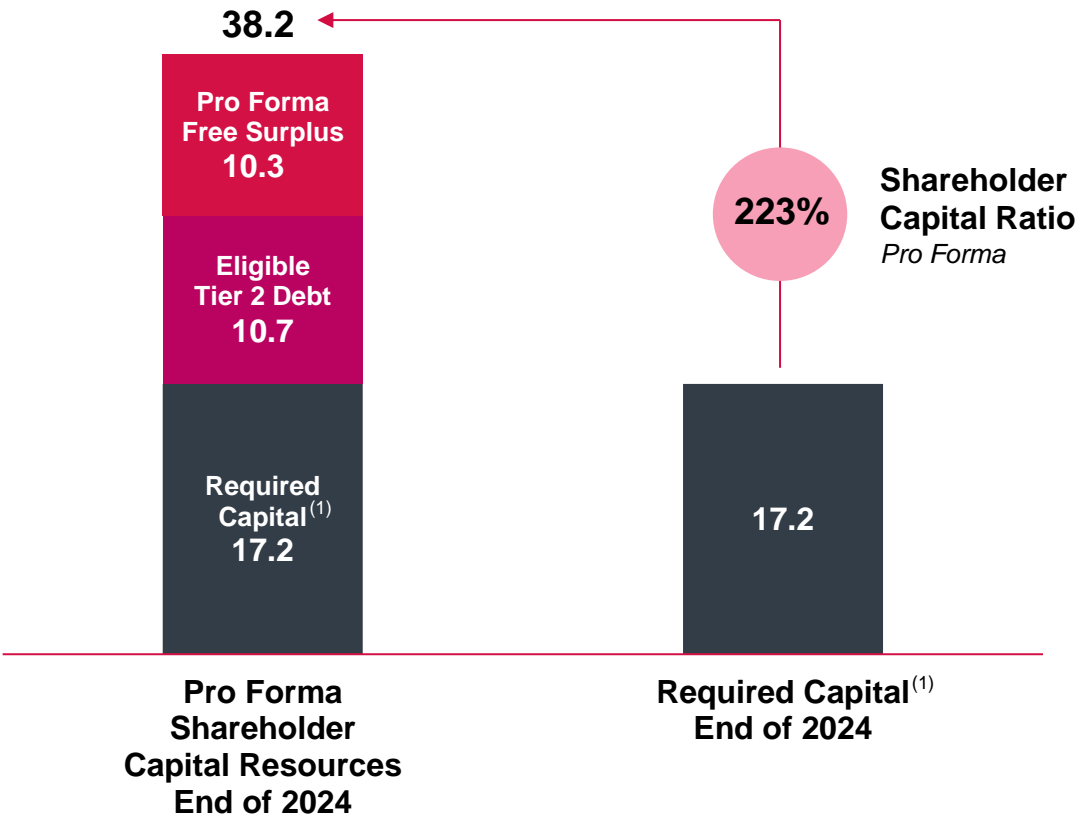 38.2
Pro Forma
Free Surplus
10.3
Eligible
Tier 2 Debt
10.7
Required
Capital(1)
17.2
223%
Shareholder
Capital Ratio
Pro Forma
17.2
Pro Forma
Shareholder
Capital Resources
End of 2024
Required Capital(1)
End of 2024